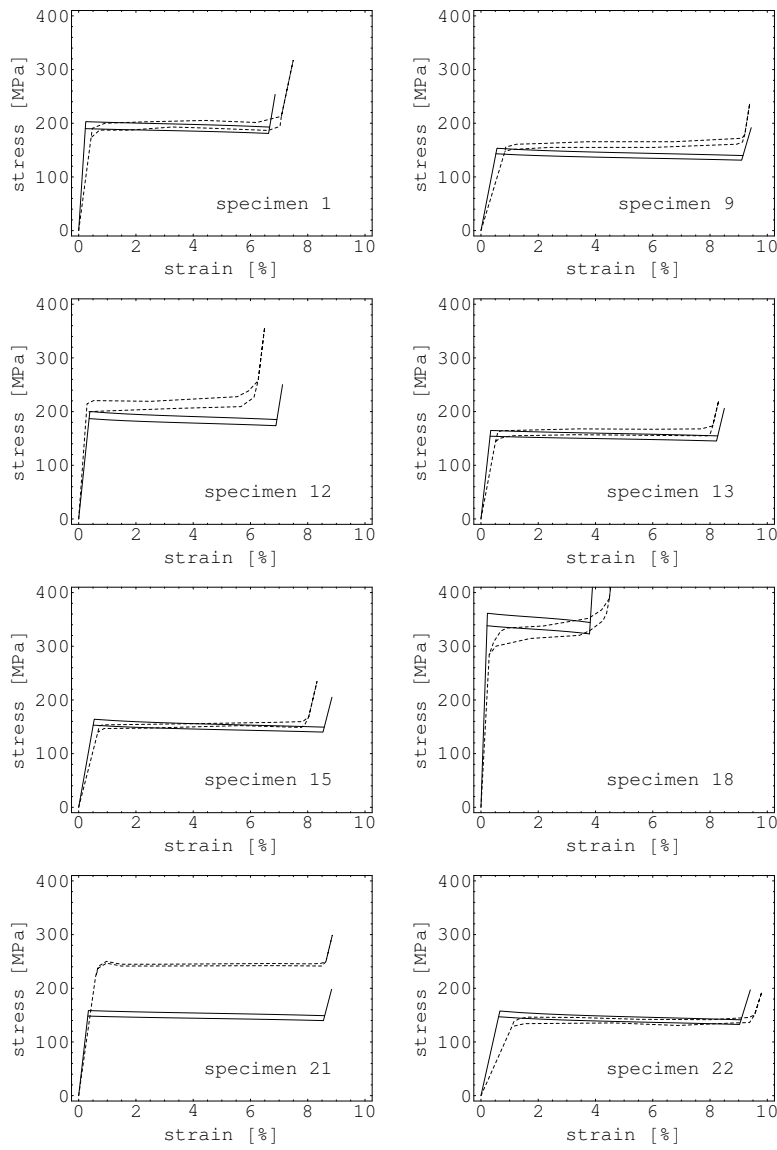 400
300
200
100
0
stress [MPa]
specimen 1
0 2 4 6 8 10
strain [%]
400
300
200
100
0
stress [MPa]
specimen 9
0 2 4 6 8 10
strain [%]
400
300
200
100
0
stress [MPa]
specimen 12
0 2 4 6 8 10
strain [%]
400
300
200
100
0
stress [MPa]
specimen 13
0 2 4 6 8 10
strain [%]
400
300
200
100
0
stress [MPa]
specimen 15
0 2 4 6 8 10
strain [%]
400
300
200
100
0
stress [MPa]
specimen 18
0 2 4 6 8 10
strain [%]
400
300
200
100
0
stress [MPa]
specimen 21
0 2 4 6 8 10
strain [%]
400
300
200
100
0
stress [MPa]
specimen 22
0 2 4 6 8 10
strain [%]